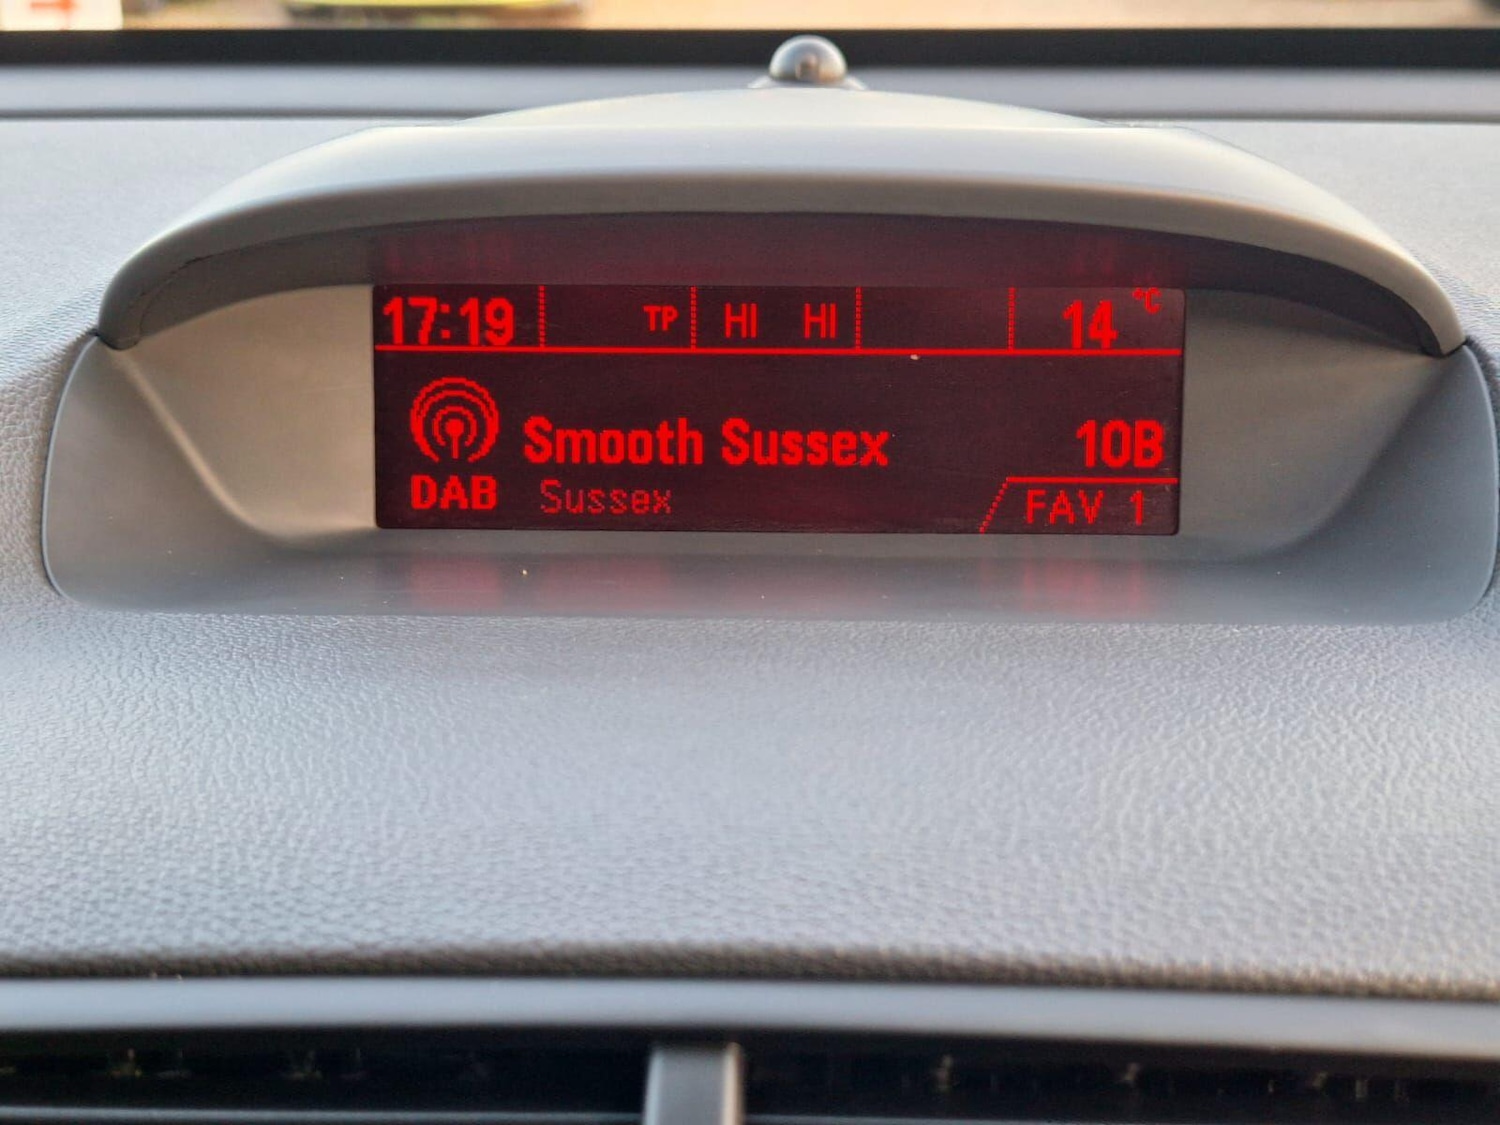 17:19 TP HI HI 14 °C
Smooth Sussex 10B
DAB Sussex FAV 1